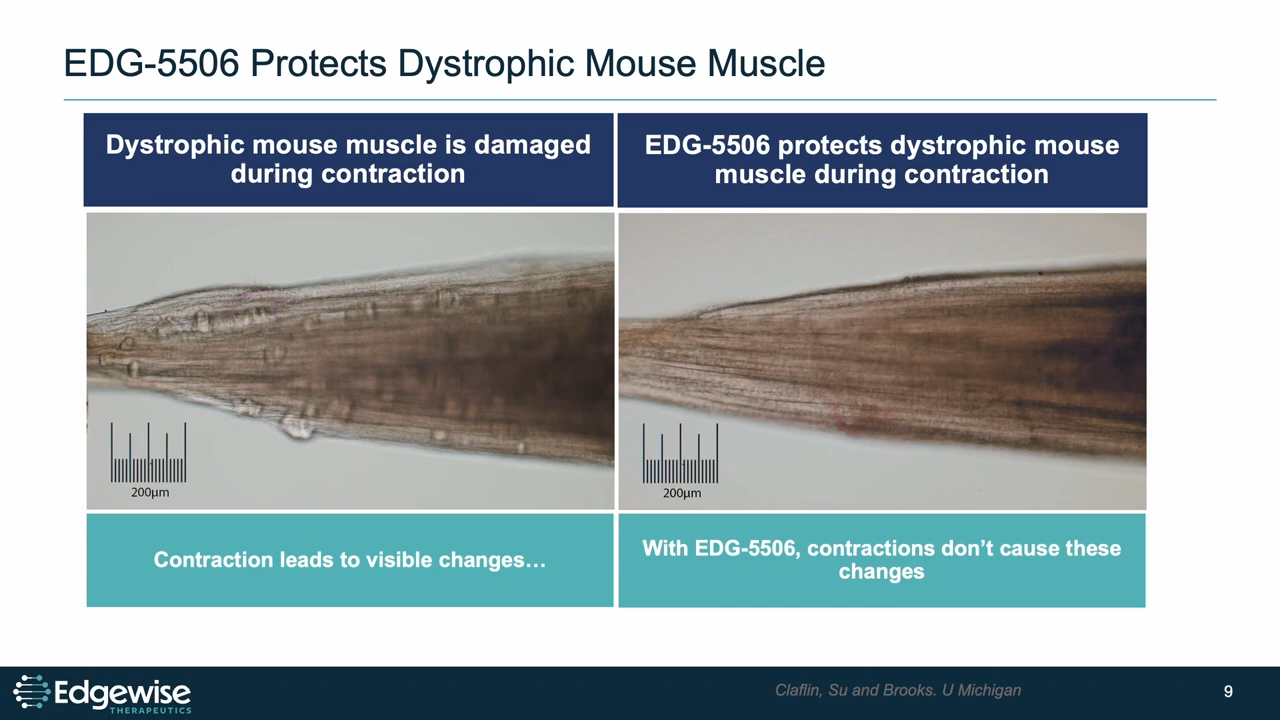 EDG-5506 Protects Dystrophic Mouse Muscle
Dystrophic mouse muscle is damaged
during contraction
EDG-5506 protects dystrophic mouse
muscle during contraction
200µm
200µm
Contraction leads to visible changes…
With EDG-5506, contractions don’t cause these
changes
Edgewise
THERAPEUTICS
Claflin, Su and Brooks. U Michigan
9